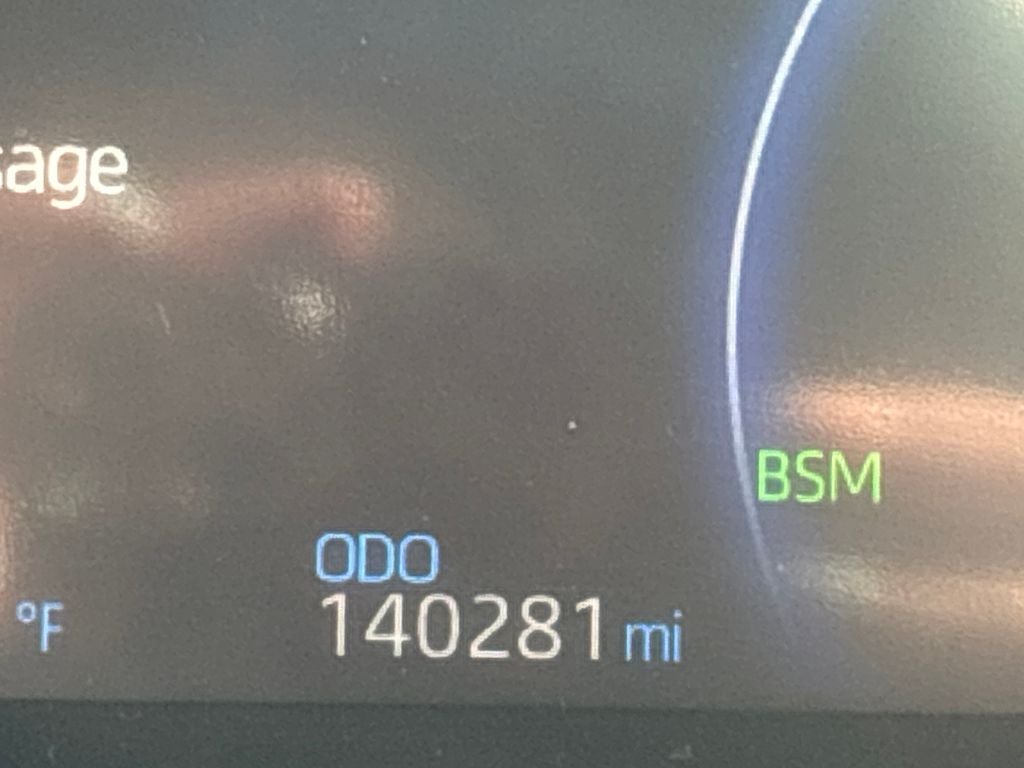 sage
BSM
ODO
°F 140281 mi